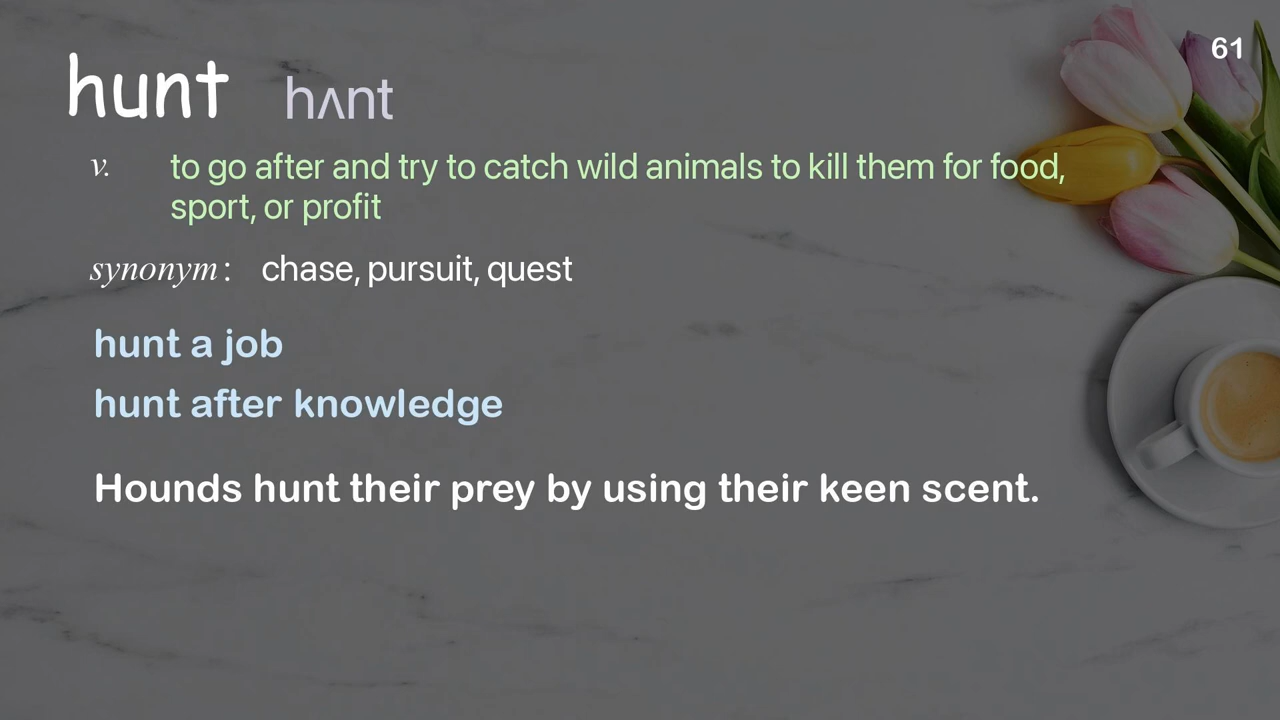 61
hunt hʌnt
v. to go after and try to catch wild animals to kill them for food,
sport, or profit
synonym: chase, pursuit, quest
hunt a job
hunt after knowledge
Hounds hunt their prey by using their keen scent.